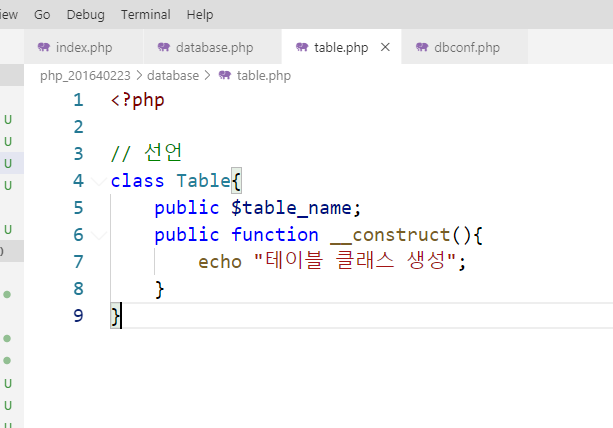 iew Go Debug Terminal Help
index.php database.php table.php × dbconf.php
php_201640223 > database > table.php
1 <?php
2
3 // 선언
4 class Table{
5 public $table_name;
6 public function __construct(){
7 echo "테이블 클래스 생성";
8 }
9 }
U
U
U
U
U
U
U
U